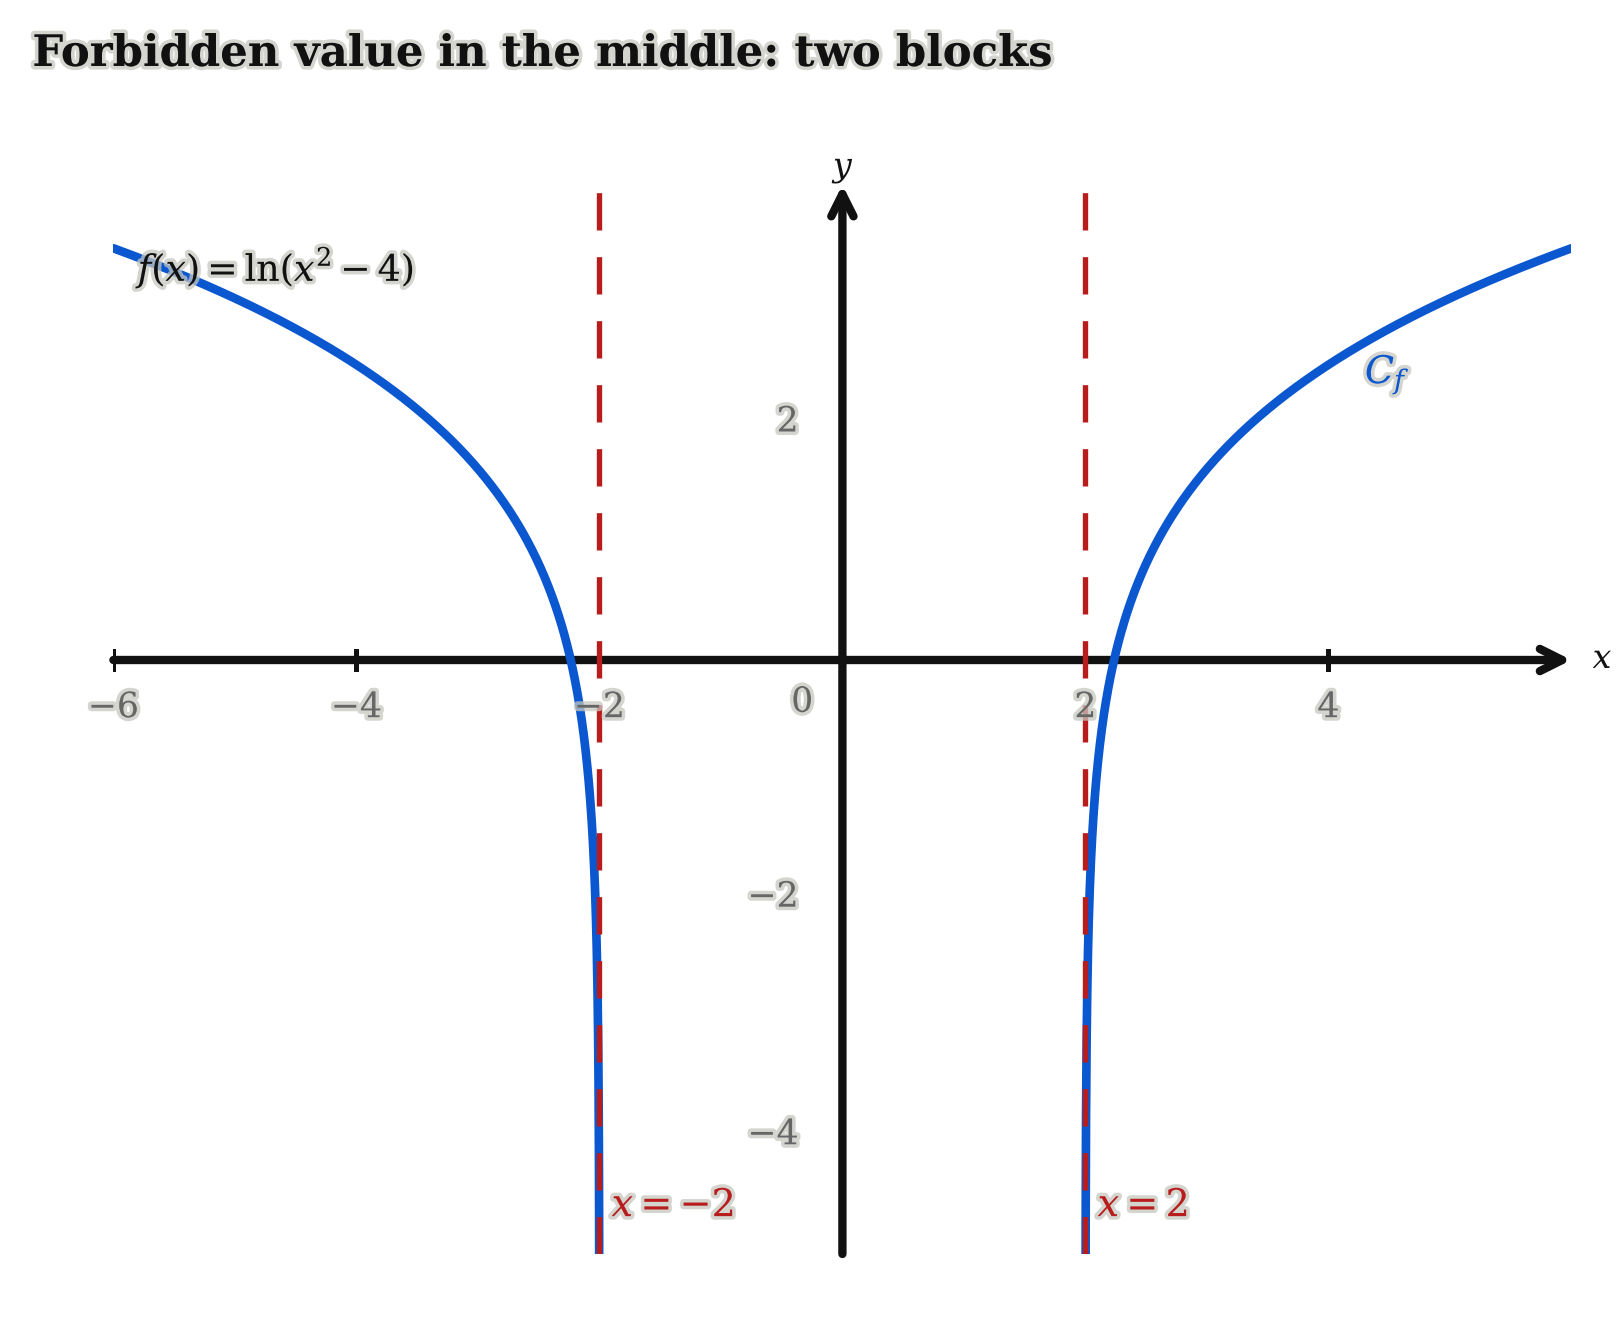 Forbidden value in the middle: two blocks
y
f(x) = ln(x² − 4)
C_f
2
x
−6 −4 −2 0 2 4
−2
−4
x = −2 x = 2